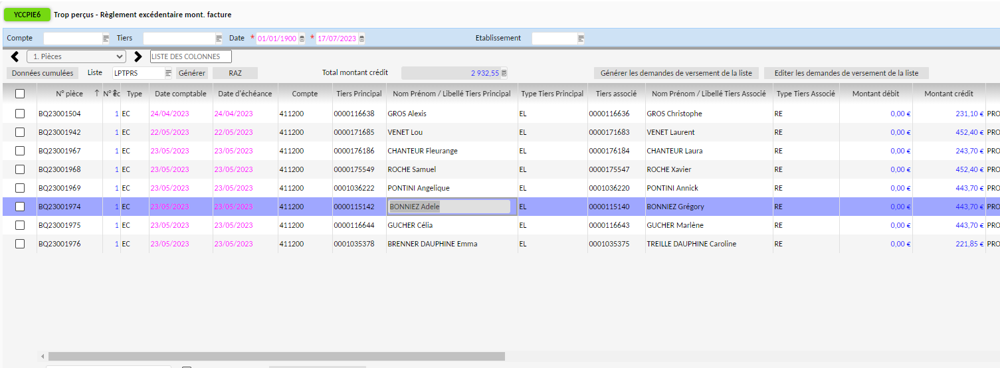 YCCPIE6 Trop perçus - Règlement excédentaire mont. facture
Compte Tiers Date * 01/01/1900 * 17/07/2023 Etablissement
1. Pièces LISTE DES COLONNES
Données cumulées Liste LPTPRS Générer RAZ Total montant crédit 2 932,55 Générer les demandes de versement de la liste Editer les demandes de versement de la liste
N° pièce ↑ N° Type Date comptable Date d'échéance Compte Tiers Principal Nom Prénom / Libellé Tiers Principal Type Tiers Principal Tiers associé Nom Prénom / Libellé Tiers Associé Type Tiers Associé Montant débit Montant crédit
BQ23001504 1 EC 24/04/2023 24/04/2023 411200 0000116638 GROS Alexis EL 0000116636 GROS Christophe RE 0,00 € 231,10 € PRO
BQ23001942 1 EC 22/05/2023 22/05/2023 411200 0000171685 VENET Lou EL 0000171683 VENET Laurent RE 0,00 € 452,40 € PRO
BQ23001967 1 EC 23/05/2023 23/05/2023 411200 0000176186 CHANTEUR Fleurange EL 0000176184 CHANTEUR Laura RE 0,00 € 243,70 € PRO
BQ23001968 1 EC 23/05/2023 23/05/2023 411200 0000175549 ROCHE Samuel EL 0000175547 ROCHE Xavier RE 0,00 € 452,40 € PRO
BQ23001969 1 EC 23/05/2023 23/05/2023 411200 0001036222 PONTINI Angelique EL 0001036220 PONTINI Annick RE 0,00 € 443,70 € PRO
BQ23001974 1 EC 23/05/2023 23/05/2023 411200 0000115142 BONNIEZ Adele EL 0000115140 BONNIEZ Grégory RE 0,00 € 443,70 € PRO
BQ23001975 1 EC 23/05/2023 23/05/2023 411200 0000116644 GUCHER Célia EL 0000116643 GUCHER Marlène RE 0,00 € 443,70 € PRO
BQ23001976 1 EC 23/05/2023 23/05/2023 411200 0001035378 BRENNER DAUPHINE Emma EL 0001035375 TREILLE DAUPHINE Caroline RE 0,00 € 221,85 € PRO